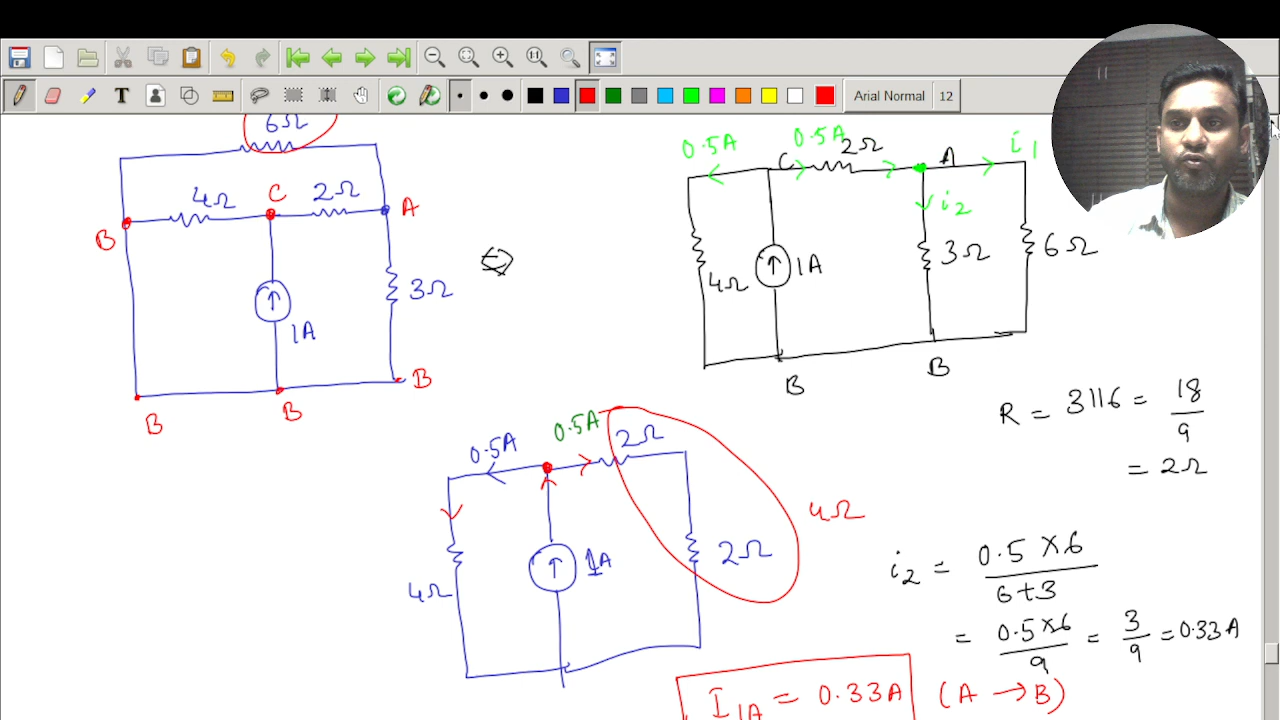 Arial Normal 12
6Ω
4Ω
C
2Ω
A
B
3Ω
1A
B
B
B
0.5A
0.5A
C
2Ω
A
i1
i2
4Ω
1A
3Ω
6Ω
B
B
R = 3116 = 18
9
= 2Ω
0.5A
0.5A
2Ω
4Ω
4Ω
1A
2Ω
i2 = 0.5 × 6
6+3
= 0.5×6 = 3 = 0.33A
9 9
I1A = 0.33A (A → B)